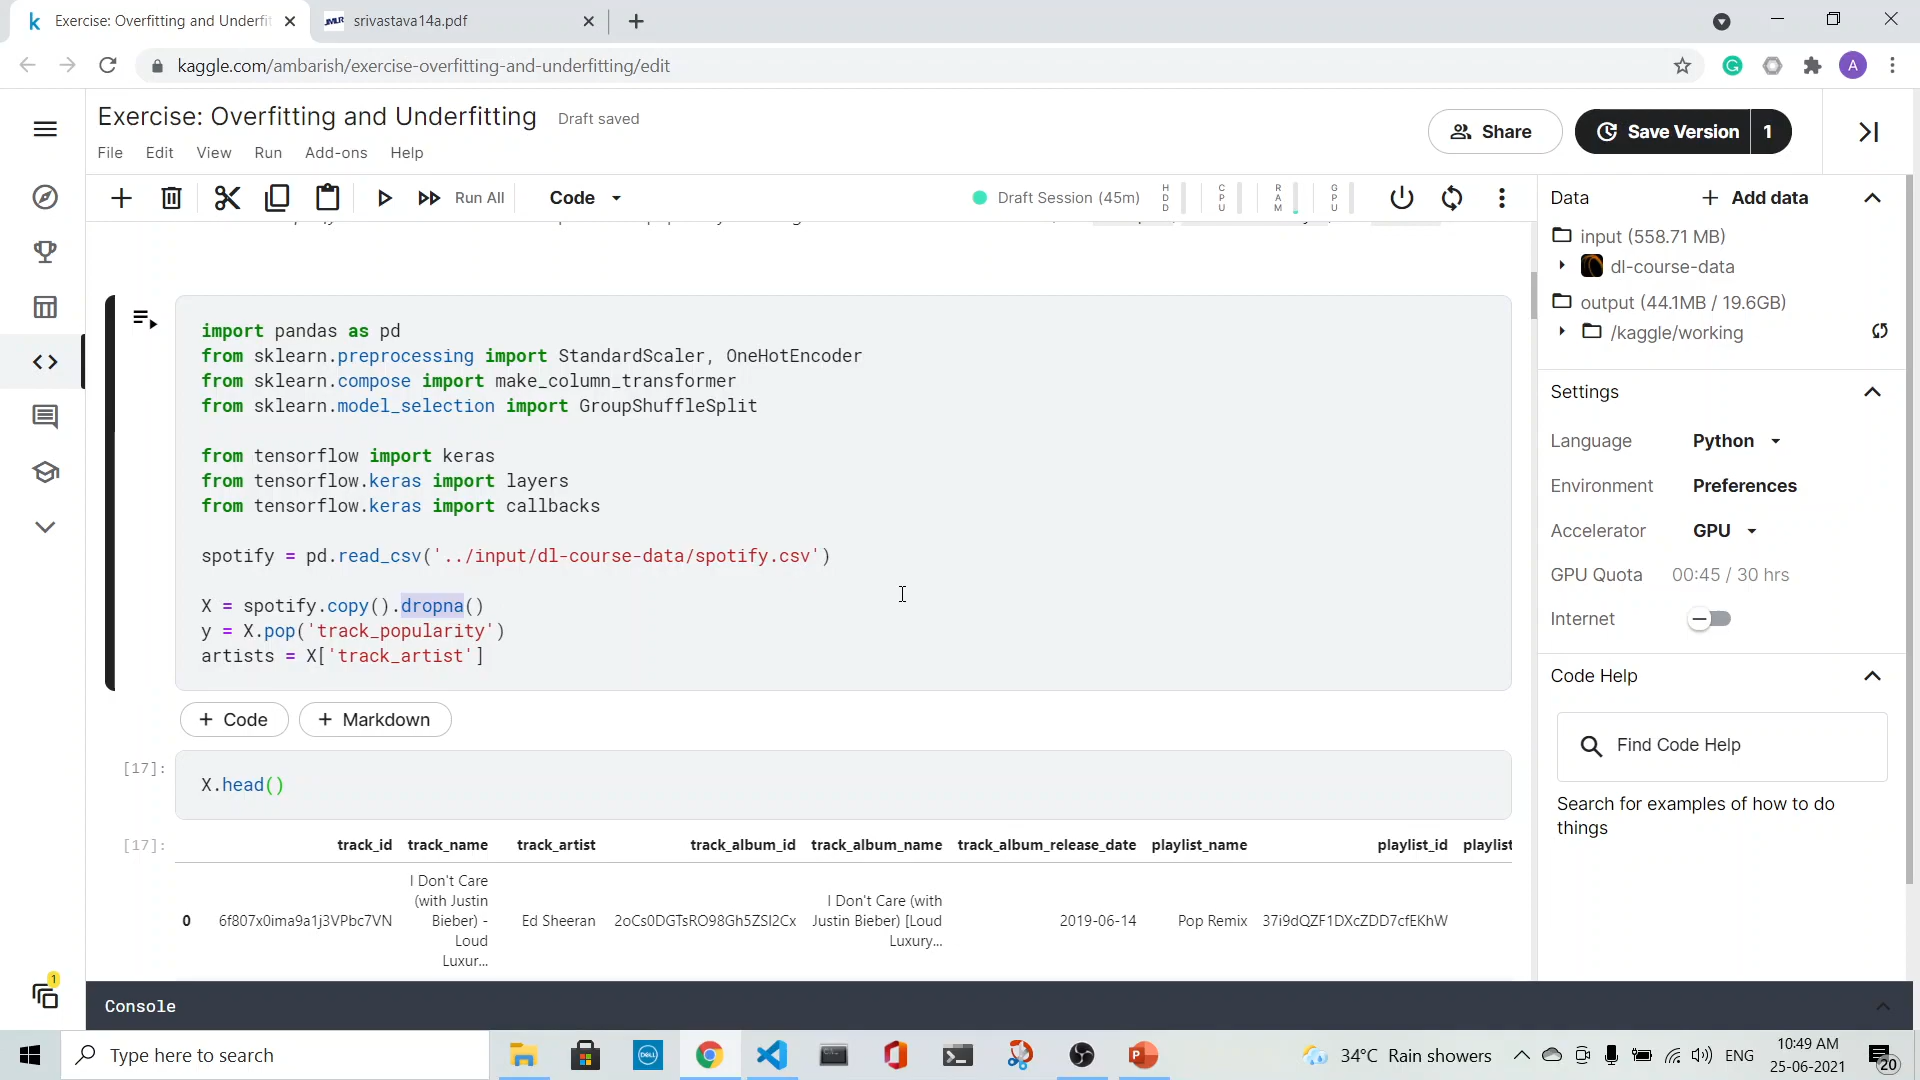 Exercise: Overfitting and Underfit
srivastava14a.pdf
kaggle.com/ambarish/exercise-overfitting-and-underfitting/edit
A
Exercise: Overfitting and Underfitting
Draft saved
File Edit View Run Add-ons Help
Share
Save Version 1
Run All
Code
Draft Session (45m)
HDD
CPU
RAM
GPU
import pandas as pd
from sklearn.preprocessing import StandardScaler, OneHotEncoder
from sklearn.compose import make_column_transformer
from sklearn.model_selection import GroupShuffleSplit
from tensorflow import keras
from tensorflow.keras import layers
from tensorflow.keras import callbacks
spotify = pd.read_csv('../input/dl-course-data/spotify.csv')
X = spotify.copy().dropna()
y = X.pop('track_popularity')
artists = X['track_artist']
+ Code + Markdown
[17]:
X.head()
[17]:
track_id track_name track_artist track_album_id track_album_name track_album_release_date playlist_name playlist_id playlist
0 6f807x0ima9a1j3VPbc7VN I Don't Care (with Justin Bieber) - Loud Luxur... Ed Sheeran 2oCs0DGTsRO98Gh5ZSl2Cx I Don't Care (with Justin Bieber) [Loud Luxury... 2019-06-14 Pop Remix 37i9dQZF1DXcZDD7cfEKhW
Console
Data
+ Add data
input (558.71 MB)
dl-course-data
output (44.1MB / 19.6GB)
/kaggle/working
Settings
Language Python
Environment Preferences
Accelerator GPU
GPU Quota 00:45 / 30 hrs
Internet
Code Help
Find Code Help
Search for examples of how to do
things
1
Type here to search
34°C Rain showers
ENG
10:49 AM
25-06-2021
20